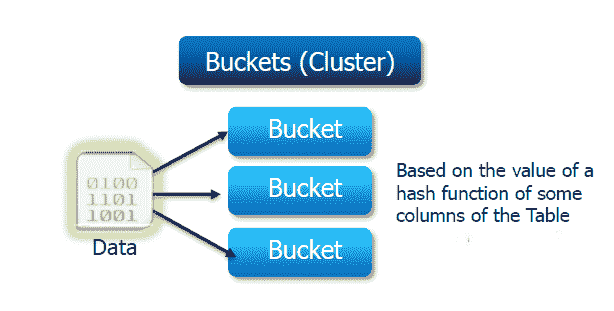 Buckets (Cluster)
Bucket
Bucket
Bucket
0100
1101
1001
Data
Based on the value of a
hash function of some
columns of the Table